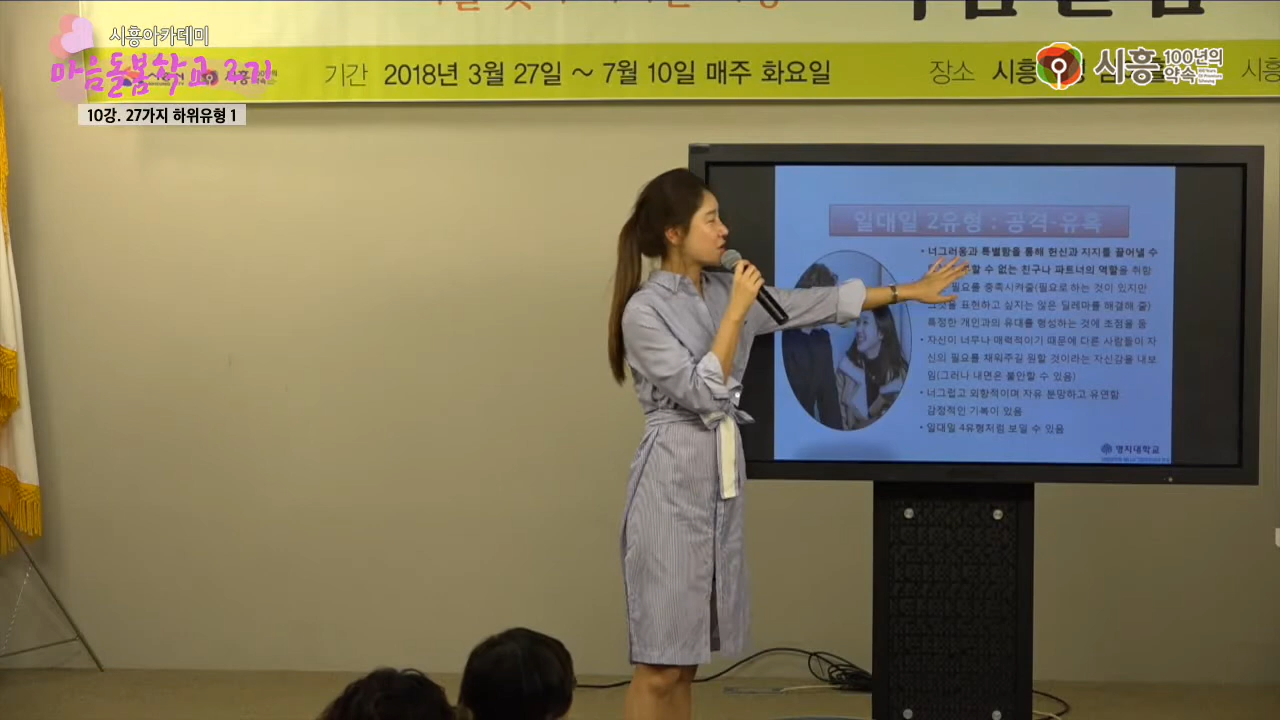 시흥아카데미
마음돌봄학교 2기
10강. 27가지 하위유형 1
기간 2018년 3월 27일 ~ 7월 10일 매주 화요일
장소 시흥
시흥 100년의 약속
일대일 2유형 : 공격-유혹
• 너그러움과 특별함을 통해 헌신과 지지를 끌어낼 수
할 수 없는 친구나 파트너의 역할을 취함
필요를 충족시켜줄(필요로 하는 것이 있지만
그것을 표현하고 싶지는 않은 딜레마를 해결해 줄)
특정한 개인과의 유대를 형성하는 것에 초점을 둠
• 자신이 너무나 매력적이기 때문에 다른 사람들이 자
신의 필요를 채워주길 원할 것이라는 자신감을 내보
임(그러나 내면은 불안할 수 있음)
• 너그럽고 외향적이며 자유 분방하고 유연함
감정적인 기복이 있음
• 일대일 4유형처럼 보일 수 있음
명지대학교